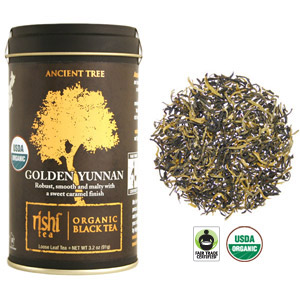 ANCIENT TREE
USDA
ORGANIC
GOLDEN YUNNAN
Robust, smooth and malty with
a sweet caramel finish
rishi
tea
ORGANIC
BLACK TEA
Loose Leaf Tea • NET WT 3.2 oz (91g)
FAIR TRADE
CERTIFIED
USDA
ORGANIC